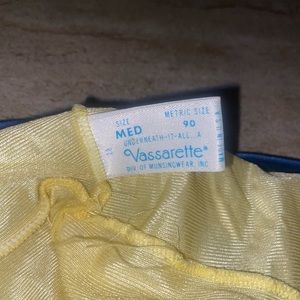 SIZE METRIC SIZE
MED 90
UNDERNEATH-IT-ALL...A
Vassarette®
DIV. OF MUNSINGWEAR, INC.